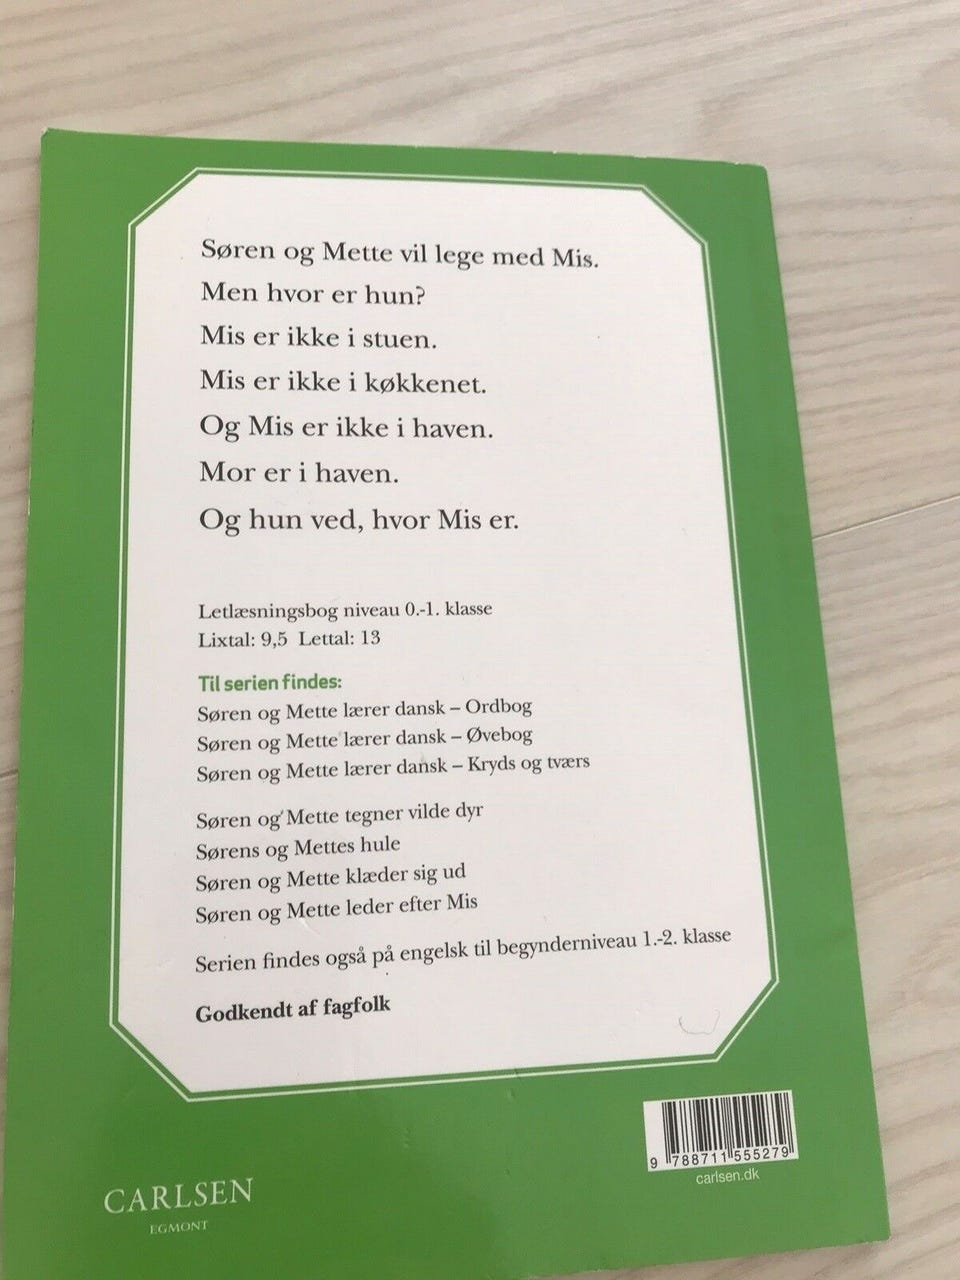 Søren og Mette vil lege med Mis.
Men hvor er hun?
Mis er ikke i stuen.
Mis er ikke i køkkenet.
Og Mis er ikke i haven.
Mor er i haven.
Og hun ved, hvor Mis er.
Letlæsningsbog niveau 0.-1. klasse
Lixtal: 9,5 Lettal: 13
Til serien findes:
Søren og Mette lærer dansk – Ordbog
Søren og Mette lærer dansk – Øvebog
Søren og Mette lærer dansk – Kryds og tværs
Søren og Mette tegner vilde dyr
Sørens og Mettes hule
Søren og Mette klæder sig ud
Søren og Mette leder efter Mis
Serien findes også på engelsk til begynderniveau 1.-2. klasse
Godkendt af fagfolk
9 788711 555279
carlsen.dk
CARLSEN
EGMONT